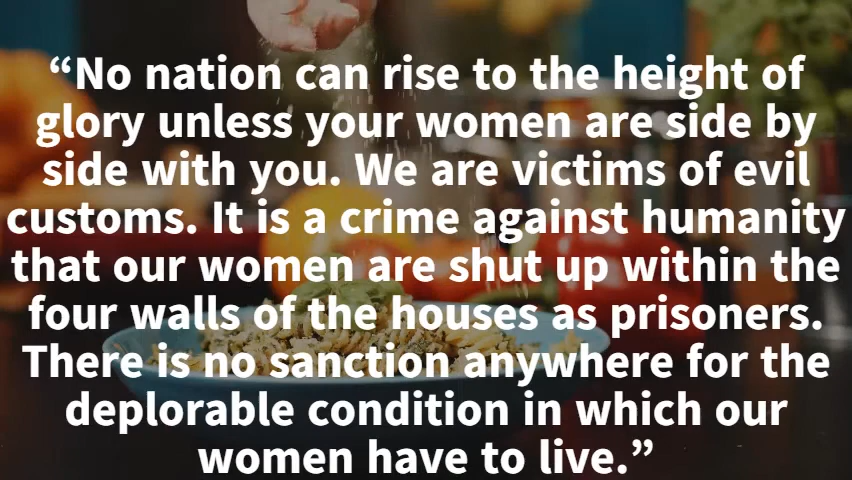 “No nation can rise to the height of
glory unless your women are side by
side with you. We are victims of evil
customs. It is a crime against humanity
that our women are shut up within the
four walls of the houses as prisoners.
There is no sanction anywhere for the
deplorable condition in which our
women have to live.”